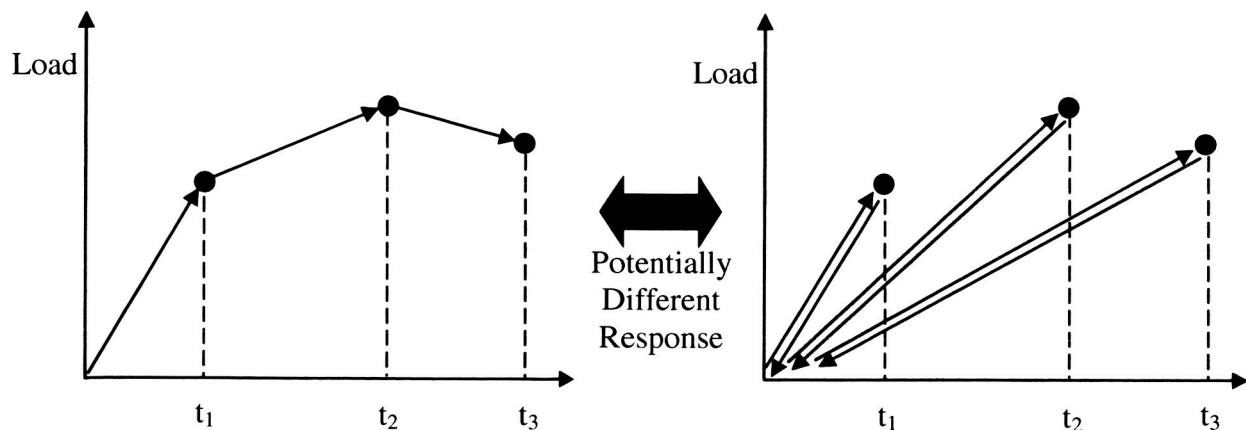 Load
t₁
t₂
t₃
Potentially
Different
Response
Load
t₁
t₂
t₃